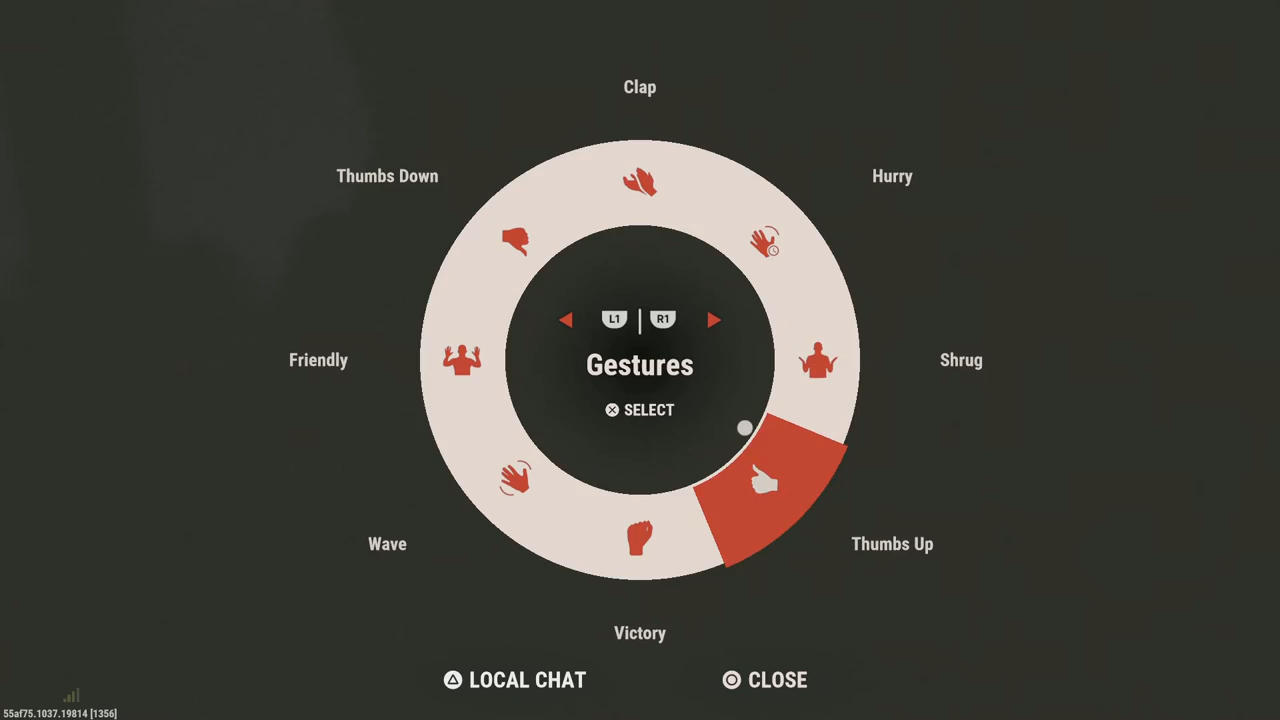 Clap
Thumbs Down
Hurry
L1 | R1
Friendly
Gestures
Shrug
SELECT
Wave
Thumbs Up
Victory
LOCAL CHAT
CLOSE
55af75.1037.19814 [1356]